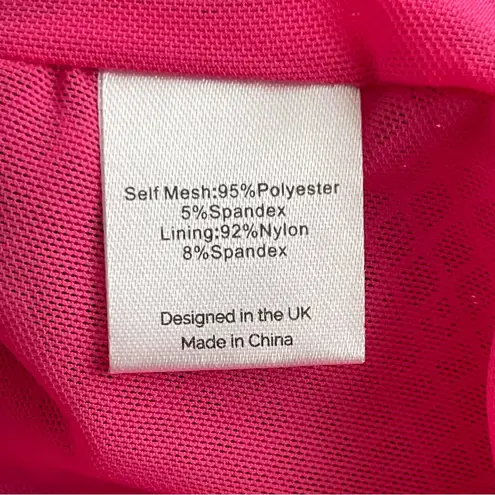 Self Mesh:95%Polyester
5%Spandex
Lining:92%Nylon
8%Spandex
Designed in the UK
Made in China